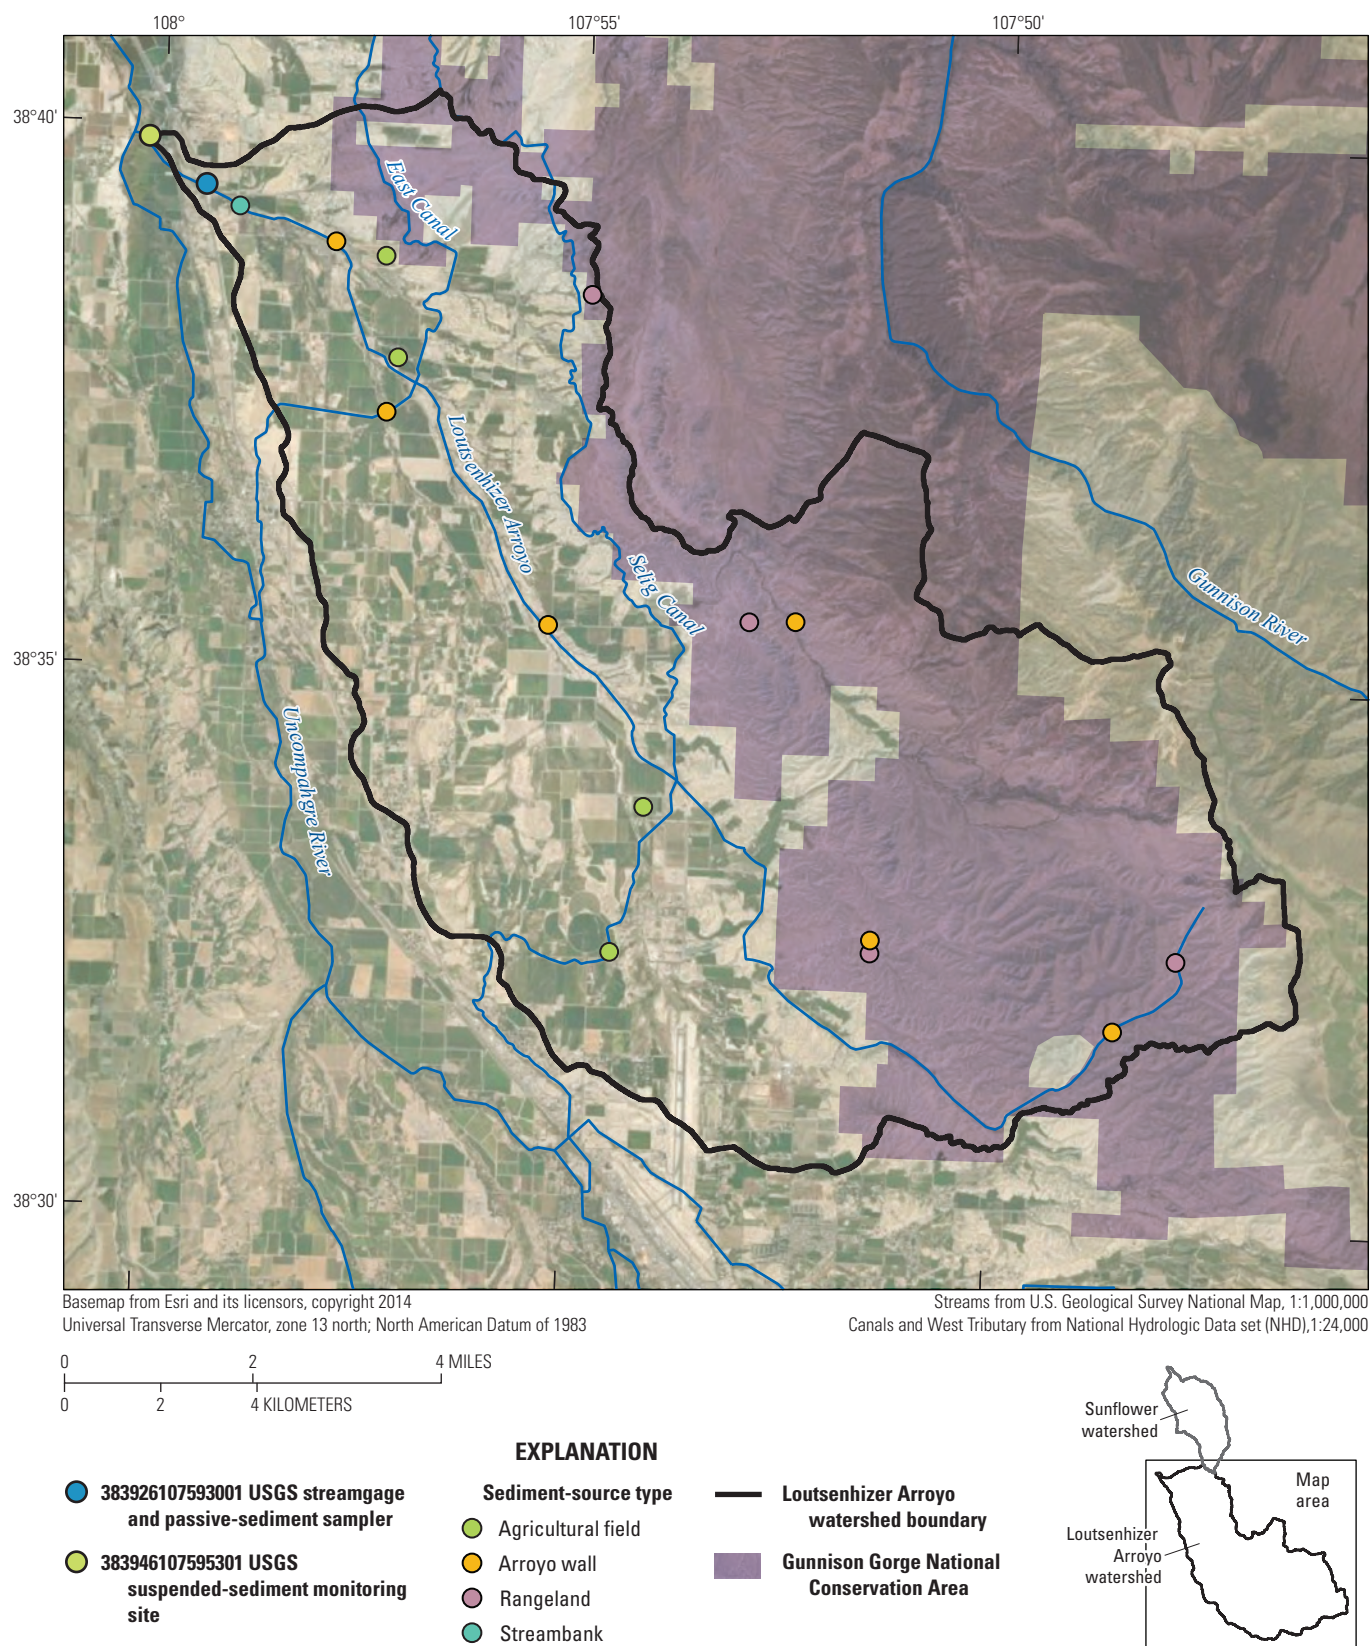 108°
107°55'
107°50'
38°40'
East Canal
Loutsenhizer Arroyo
Selig Canal
Gunnison River
38°35'
Uncompahgre River
38°30'
Basemap from Esri and its licensors, copyright 2014
Universal Transverse Mercator, zone 13 north; North American Datum of 1983
Streams from U.S. Geological Survey National Map, 1:1,000,000
Canals and West Tributary from National Hydrologic Data set (NHD),1:24,000
0 2 4 MILES
0 2 4 KILOMETERS
EXPLANATION
383926107593001 USGS streamgage
and passive-sediment sampler
383946107595301 USGS
suspended-sediment monitoring
site
Sediment-source type
Agricultural field
Arroyo wall
Rangeland
Streambank
Loutsenhizer Arroyo
watershed boundary
Gunnison Gorge National
Conservation Area
Sunflower
watershed
Map
area
Loutsenhizer
Arroyo
watershed